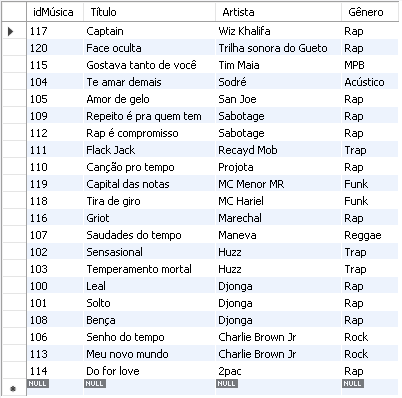 idMúsica Título Artista Gênero
117 Captain Wiz Khalifa Rap
120 Face oculta Trilha sonora do Gueto Rap
115 Gostava tanto de você Tim Maia MPB
104 Te amar demais Sodré Acústico
105 Amor de gelo San Joe Rap
109 Repeito é pra quem tem Sabotage Rap
112 Rap é compromisso Sabotage Rap
111 Flack Jack Recayd Mob Trap
110 Canção pro tempo Projota Rap
119 Capital das notas MC Menor MR Funk
118 Tira de giro MC Hariel Funk
116 Griot Marechal Rap
107 Saudades do tempo Maneva Reggae
102 Sensasional Huzz Trap
103 Temperamento mortal Huzz Trap
100 Leal Djonga Rap
101 Solto Djonga Rap
108 Bença Djonga Rap
106 Senho do tempo Charlie Brown Jr Rock
113 Meu novo mundo Charlie Brown Jr Rock
114 Do for love 2pac Rap
NULL NULL NULL NULL